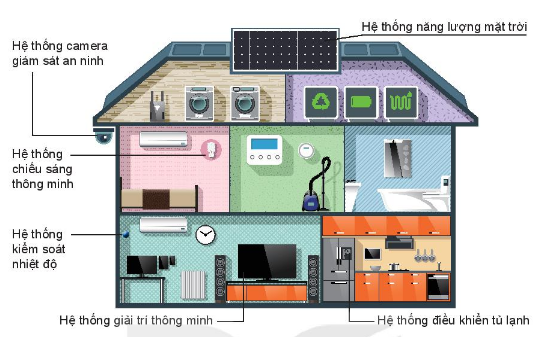 Hệ thống năng lượng mặt trời
Hệ thống camera
giám sát an ninh
Hệ thống
chiếu sáng
thông minh
Hệ thống
kiểm soát
nhiệt độ
Hệ thống giải trí thông minh
Hệ thống điều khiển tủ lạnh